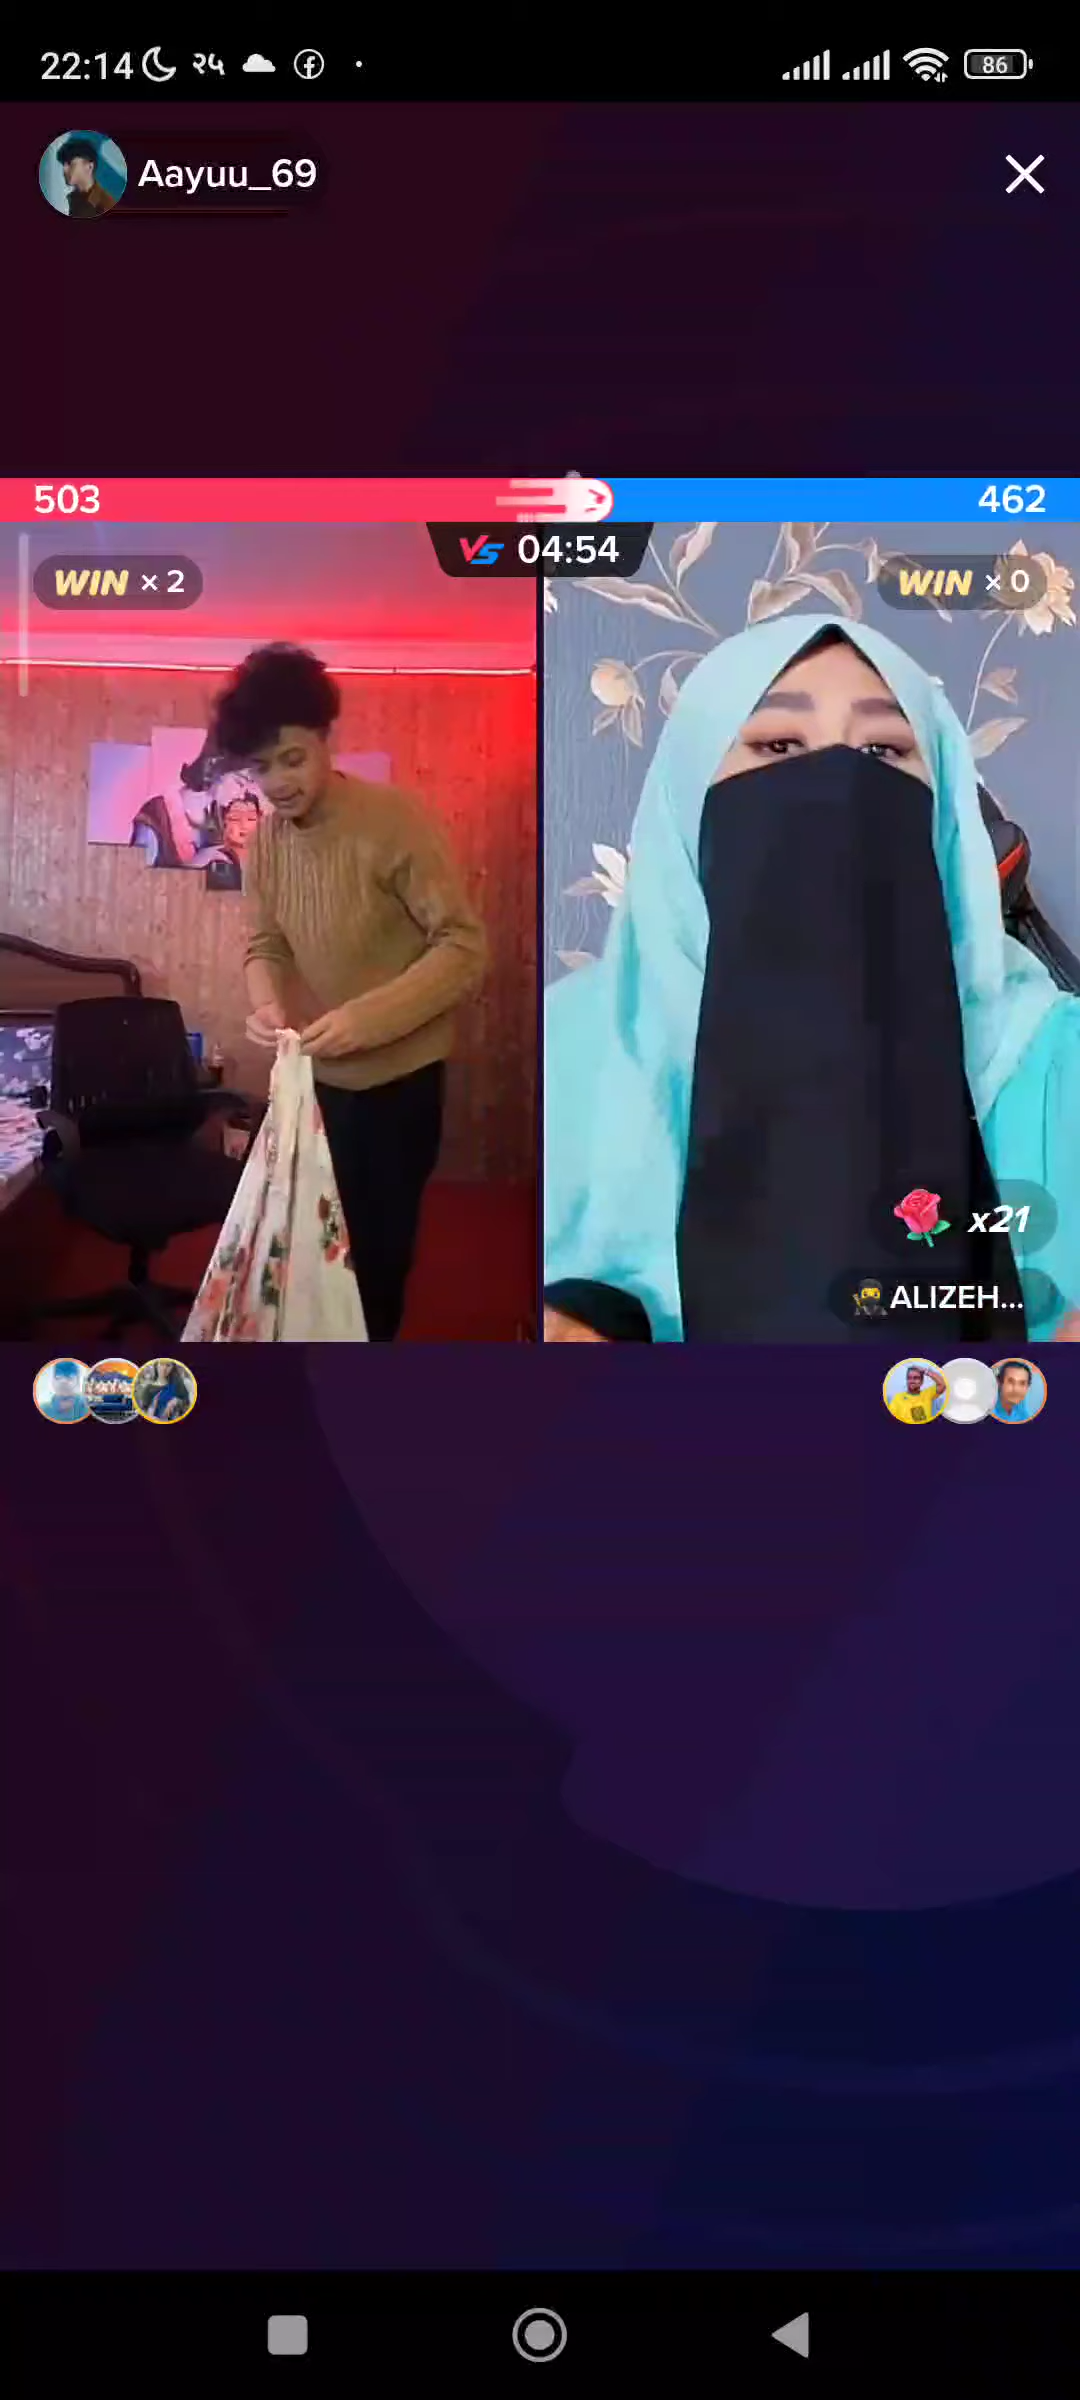 22:14 २५ 86
Aayuu_69
503 462
VS 04:54
WIN × 2 WIN × 0
x21
ALIZEH...